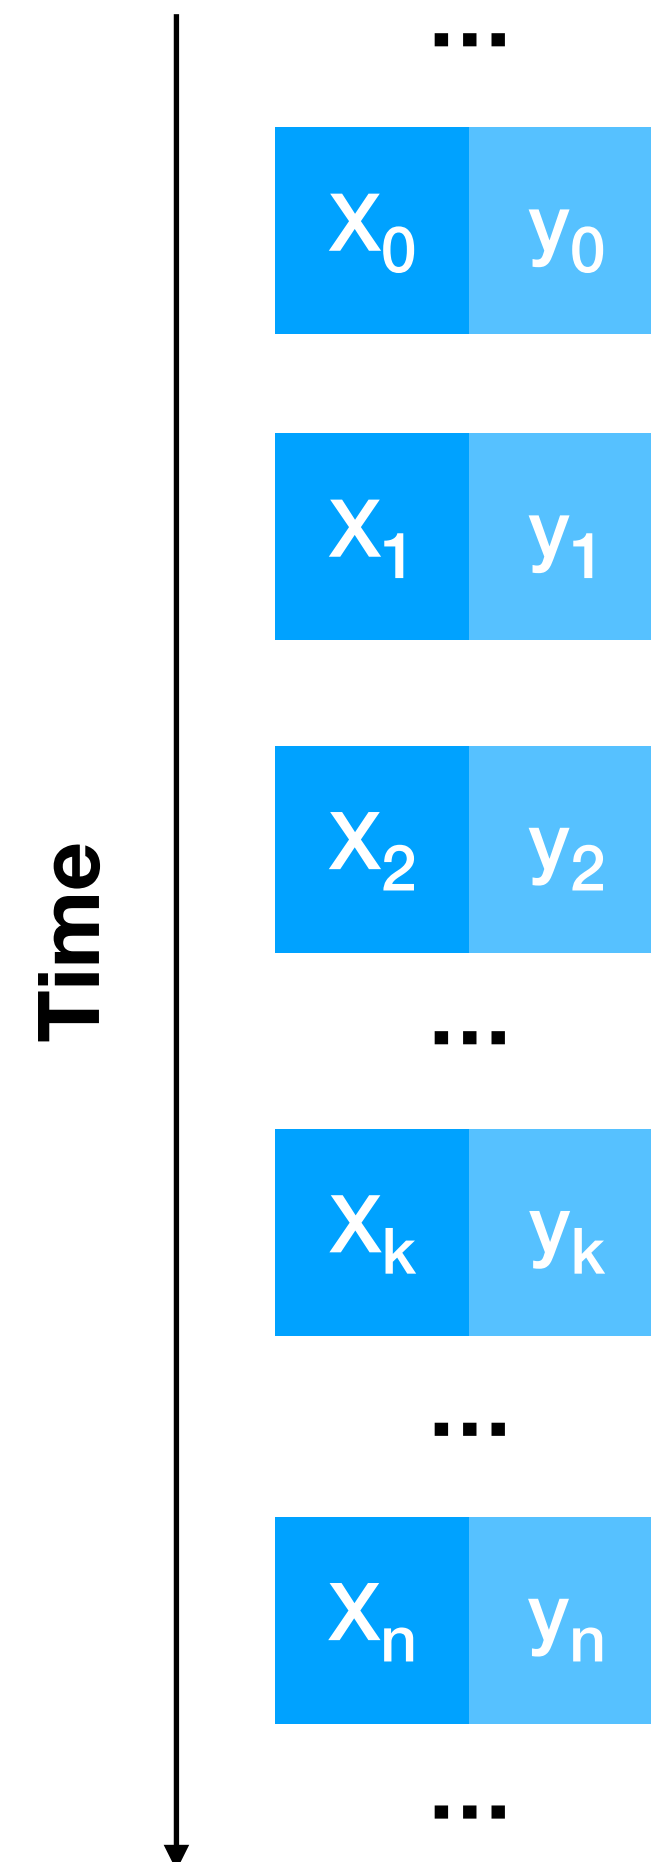 ...
X₀ y₀
X₁ y₁
X₂ y₂
Time
...
Xₖ yₖ
...
Xₙ yₙ
...